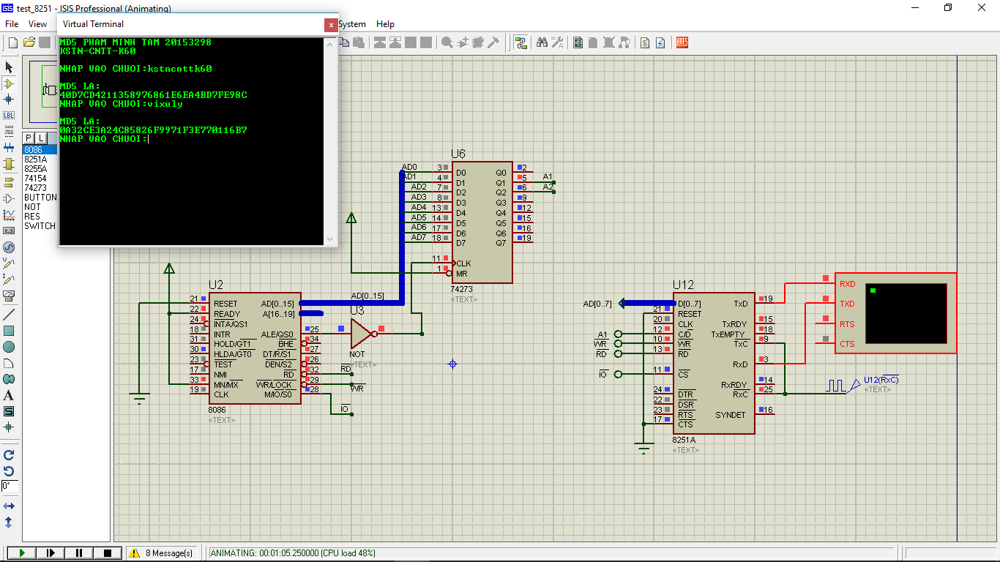 test_8251 - ISIS Professional (Animating)
File View System Help
Virtual Terminal
MD5 PHAM MINH TAM 20153298
KSTN-CNTT-K60
NHAP VAO CHUOI:kstncnttk60
MD5 LA:
40D7CD4211358976861E6EA4BD7FE98C
NHAP VAO CHUOI:vixuly
MD5 LA:
0A32CE3A24C85826F9971F3E770116B7
NHAP VAO CHUOI:
ARES
LBL
P L
8086
8251A
8255A
74154
74273
BUTTON
NOT
RES
SWITCH
A
S
0°
U6
AD0 3 D0 Q0 2
AD1 4 D1 Q1 5 A1
AD2 7 D2 Q2 6 A2
AD3 8 D3 Q3 9
AD4 13 D4 Q4 12
AD5 14 D5 Q5 15
AD6 17 D6 Q6 16
AD7 18 D7 Q7 19
11 CLK
1 MR
74273
<TEXT>
U2
21 RESET AD[0..15] AD[0..15]
22 READY A[16..19]
24 INTA/QS1
18 INTR ALE/QS0 25
31 HOLD/GT1 BHE 34
30 HLDA/GT0 DT/R/S1 27
23 TEST DEN/S2 26
17 NMI RD 32 RD
33 MN/MX WR/LOCK 29 WR
19 CLK M/IO/S0 28
IO
8086
<TEXT>
U3
NOT
<TEXT>
U12
AD[0..7] D[0..7] TxD 19
21 RESET
20 CLK TxRDY 15
A1 12 C/D TxEMPTY 18
WR 10 WR TxC 9
RD 13 RD
RxD 3
IO 11 CS
RxRDY 14
24 DTR RxC 25
22 DSR
23 RTS SYNDET 16
17 CTS
8251A
<TEXT>
RXD
TXD
RTS
CTS
U12(RxC)
<TEXT>
8 Message(s)
ANIMATING: 00:01:05.250000 (CPU load 48%)